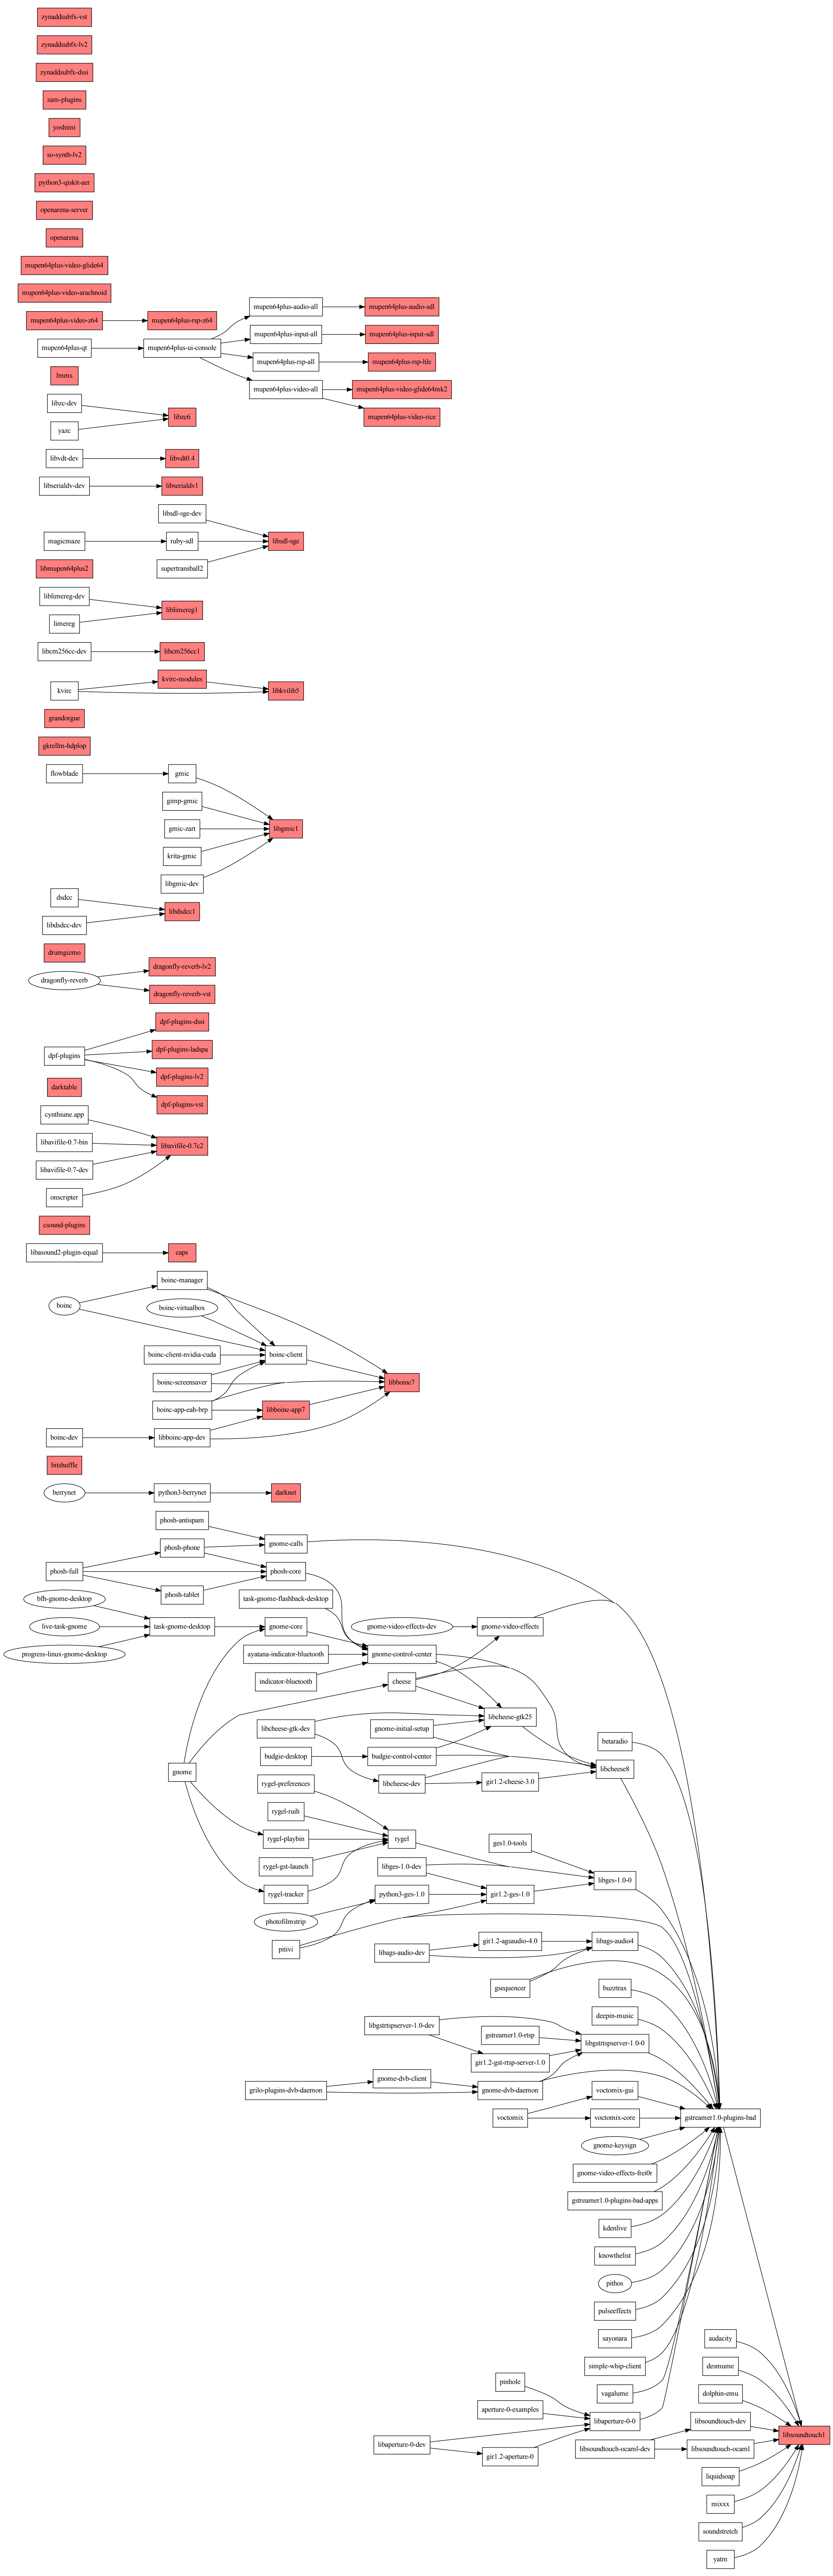 zynaddsubfx-vst
zynaddsubfx-lv2
zynaddsubfx-dssi
zam-plugins
yoshimi
so-synth-lv2
python3-qiskit-aer
openarena-server
openarena
mupen64plus-video-glide64
mupen64plus-video-arachnoid
mupen64plus-audio-all
mupen64plus-audio-sdl
mupen64plus-video-z64
mupen64plus-rsp-z64
mupen64plus-input-all
mupen64plus-input-sdl
mupen64plus-qt
mupen64plus-ui-console
mupen64plus-rsp-all
mupen64plus-rsp-hle
lmms
mupen64plus-video-all
mupen64plus-video-glide64mk2
libzc-dev
libzc6
mupen64plus-video-rice
yazc
libvdt-dev
libvdt0.4
libserialdv-dev
libserialdv1
libsdl-sge-dev
magicmaze
ruby-sdl
libsdl-sge
libmupen64plus2
supertransball2
liblimereg-dev
liblimereg1
limereg
libcm256cc-dev
libcm256cc1
kvirc-modules
kvirc
libkvilib5
grandorgue
gkrellm-hdplop
flowblade
gmic
gimp-gmic
gmic-zart
libgmic1
krita-gmic
libgmic-dev
dsdcc
libdsdcc1
libdsdcc-dev
drumgizmo
dragonfly-reverb-lv2
dragonfly-reverb
dragonfly-reverb-vst
dpf-plugins-dssi
dpf-plugins
dpf-plugins-ladspa
dpf-plugins-lv2
darktable
dpf-plugins-vst
cynthiune.app
libavifile-0.7-bin
libavifile-0.7c2
libavifile-0.7-dev
onscripter
csound-plugins
libasound2-plugin-equal
caps
boinc-manager
boinc
boinc-virtualbox
boinc-client-nvidia-cuda
boinc-client
boinc-screensaver
libboinc7
boinc-app-eah-brp
libboinc-app7
boinc-dev
libboinc-app-dev
bitshuffle
berrynet
python3-berrynet
darknet
phosh-antispam
phosh-phone
gnome-calls
phosh-full
phosh-core
phosh-tablet
task-gnome-flashback-desktop
bfh-gnome-desktop
live-task-gnome
task-gnome-desktop
gnome-core
gnome-video-effects-dev
gnome-video-effects
progress-linux-gnome-desktop
ayatana-indicator-bluetooth
gnome-control-center
indicator-bluetooth
cheese
libcheese-gtk25
libcheese-gtk-dev
gnome-initial-setup
betaradio
budgie-desktop
budgie-control-center
libcheese8
gnome
rygel-preferences
libcheese-dev
gir1.2-cheese-3.0
rygel-ruih
rygel-playbin
rygel
ges1.0-tools
rygel-gst-launch
libges-1.0-dev
libges-1.0-0
rygel-tracker
python3-ges-1.0
gir1.2-ges-1.0
photofilmstrip
pitivi
libags-audio-dev
gir1.2-agsaudio-4.0
libags-audio4
gsequencer
buzztrax
deepin-music
libgstrtspserver-1.0-dev
gstreamer1.0-rtsp
libgstrtspserver-1.0-0
gir1.2-gst-rtsp-server-1.0
gnome-dvb-client
grilo-plugins-dvb-daemon
gnome-dvb-daemon
voctomix-gui
voctomix
voctomix-core
gstreamer1.0-plugins-bad
gnome-keysign
gnome-video-effects-frei0r
gstreamer1.0-plugins-bad-apps
kdenlive
knowthelist
pithos
pulseeffects
sayonara
audacity
simple-whip-client
desmume
pinhole
vagalume
dolphin-emu
aperture-0-examples
libaperture-0-0
libsoundtouch-dev
libsoundtouch1
libaperture-0-dev
gir1.2-aperture-0
libsoundtouch-ocaml-dev
libsoundtouch-ocaml
liquidsoap
mixxx
soundstretch
yatm